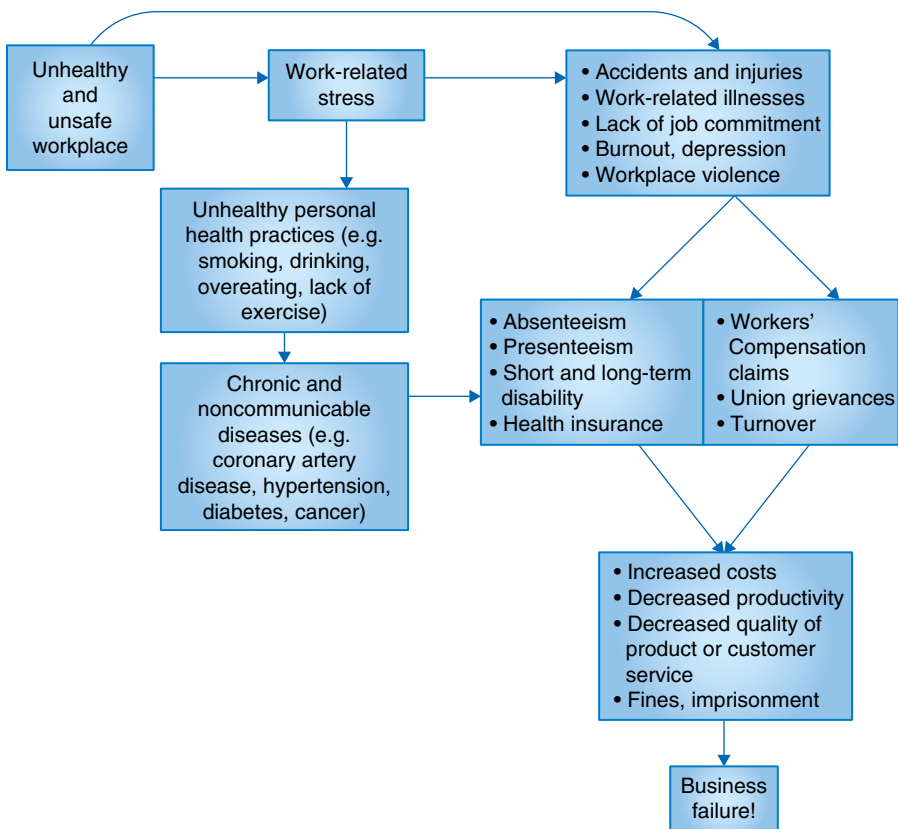 Unhealthy
and
unsafe
workplace
Work-related
stress
• Accidents and injuries
• Work-related illnesses
• Lack of job commitment
• Burnout, depression
• Workplace violence
Unhealthy personal
health practices (e.g.
smoking, drinking,
overeating, lack of
exercise)
Chronic and
noncommunicable
diseases (e.g.
coronary artery
disease, hypertension,
diabetes, cancer)
• Absenteeism
• Presenteeism
• Short and long-term
disability
• Health insurance
• Workers'
Compensation
claims
• Union grievances
• Turnover
• Increased costs
• Decreased productivity
• Decreased quality of
product or customer
service
• Fines, imprisonment
Business
failure!